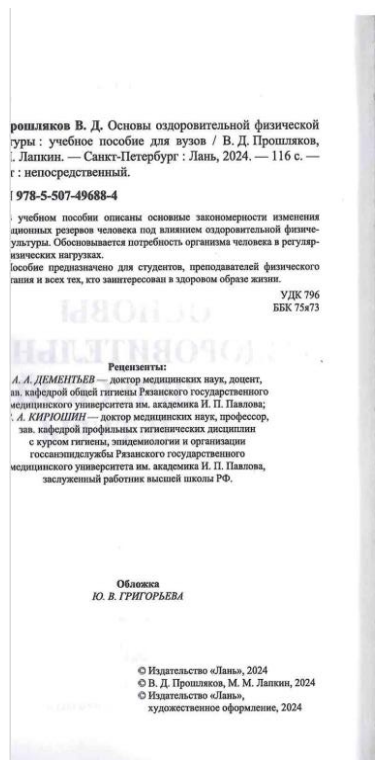 рошляков В. Д. Основы оздоровительной физической
туры : учебное пособие для вузов / В. Д. Прошляков,
. Лапкин. — Санкт-Петербург : Лань, 2024. — 116 с. —
т : непосредственный.
978-5-507-49688-4
учебном пособии описаны основные закономерности изменения
ационных резервов человека под влиянием оздоровительной физиче-
ультуры. Обосновывается потребность организма человека в регуляр-
изических нагрузках.
Пособие предназначено для студентов, преподавателей физического
тания и всех тех, кто заинтересован в здоровом образе жизни.
УДК 796
ББК 75я73
Рецензенты:
А. А. ДЕМЕНТЬЕВ — доктор медицинских наук, доцент,
ав. кафедрой общей гигиены Рязанского государственного
медицинского университета им. академика И. П. Павлова;
. А. КИРЮШИН — доктор медицинских наук, профессор,
зав. кафедрой профильных гигиенических дисциплин
с курсом гигиены, эпидемиологии и организации
госсанэпидслужбы Рязанского государственного
медицинского университета им. академика И. П. Павлова,
заслуженный работник высшей школы РФ.
Обложка
Ю. В. ГРИГОРЬЕВА
© Издательство «Лань», 2024
© В. Д. Прошляков, М. М. Лапкин, 2024
© Издательство «Лань»,
художественное оформление, 2024